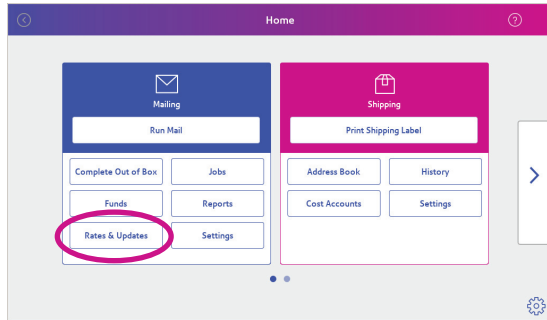 Home
?
Mailing
Run Mail
Complete Out of Box
Jobs
Funds
Reports
Rates & Updates
Settings
Shipping
Print Shipping Label
Address Book
History
Cost Accounts
Settings